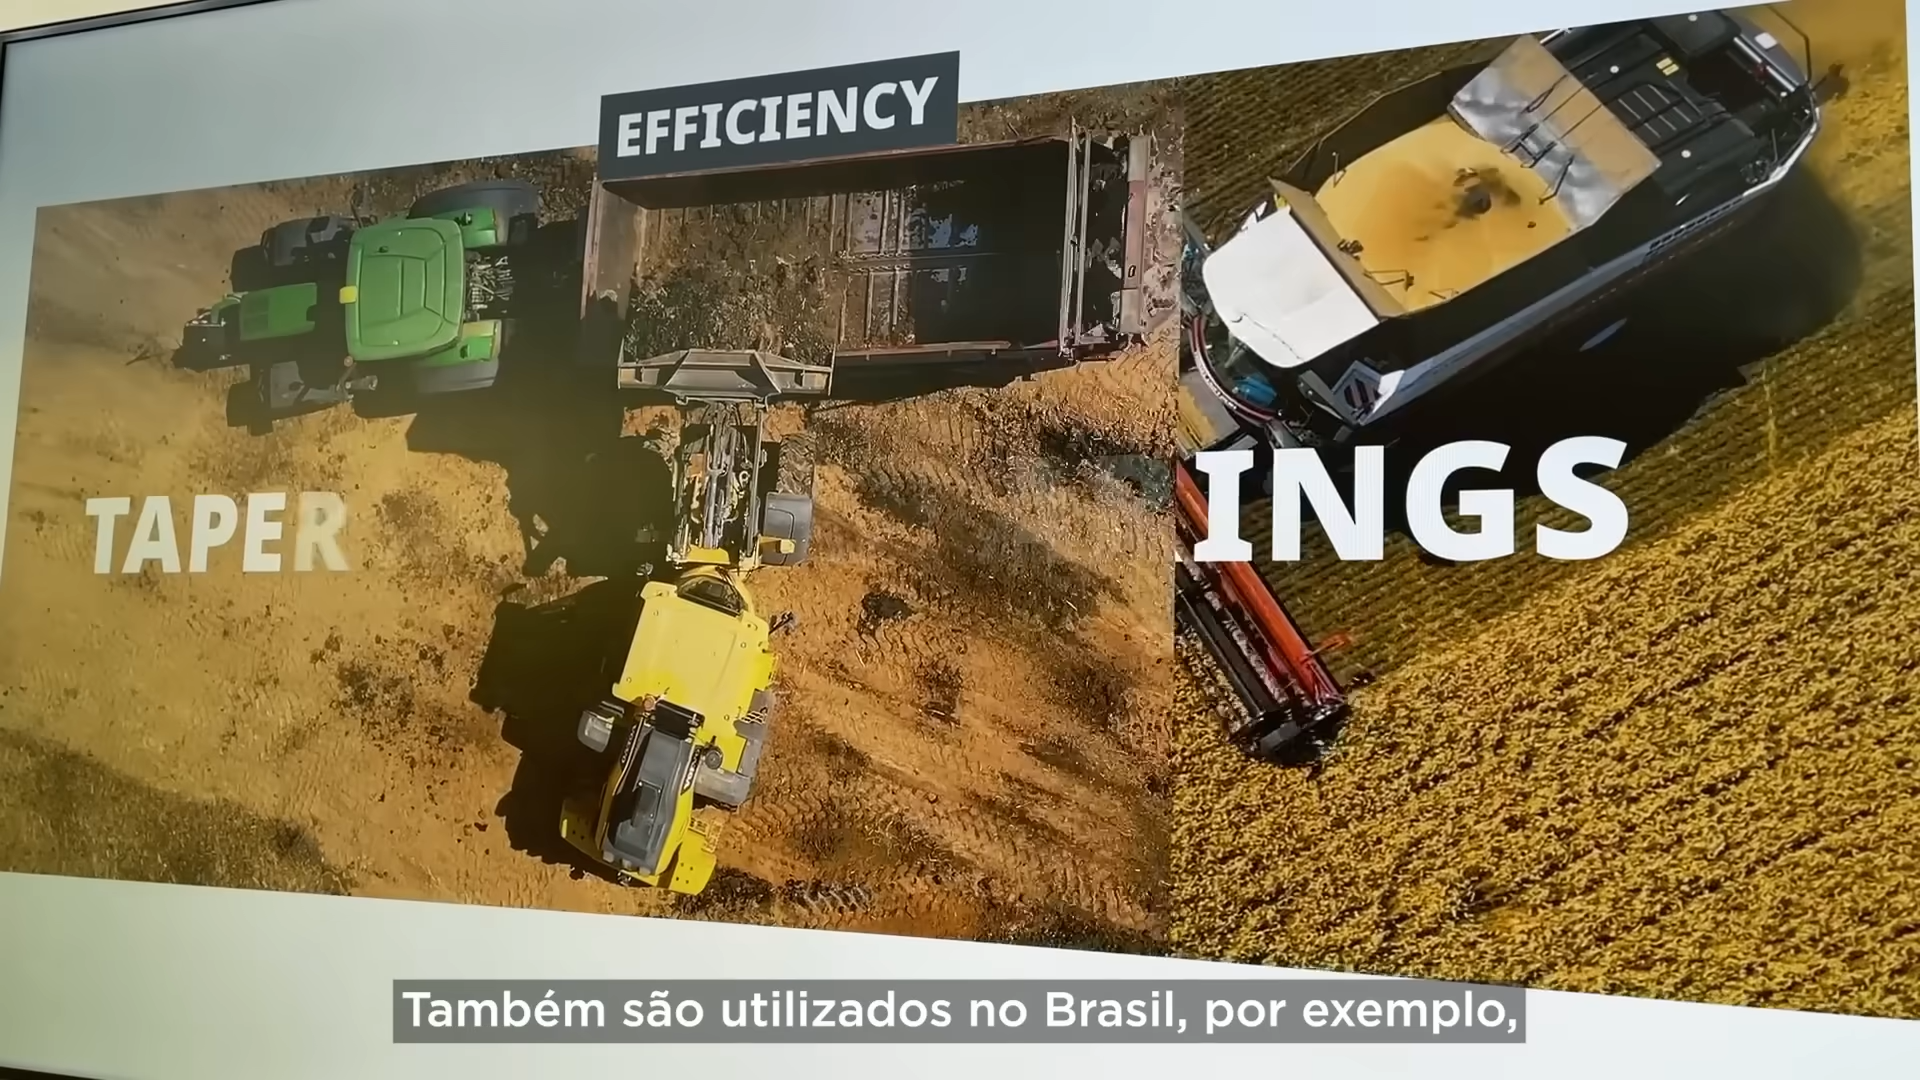 EFFICIENCY
TAPER
INGS
Também são utilizados no Brasil, por exemplo,